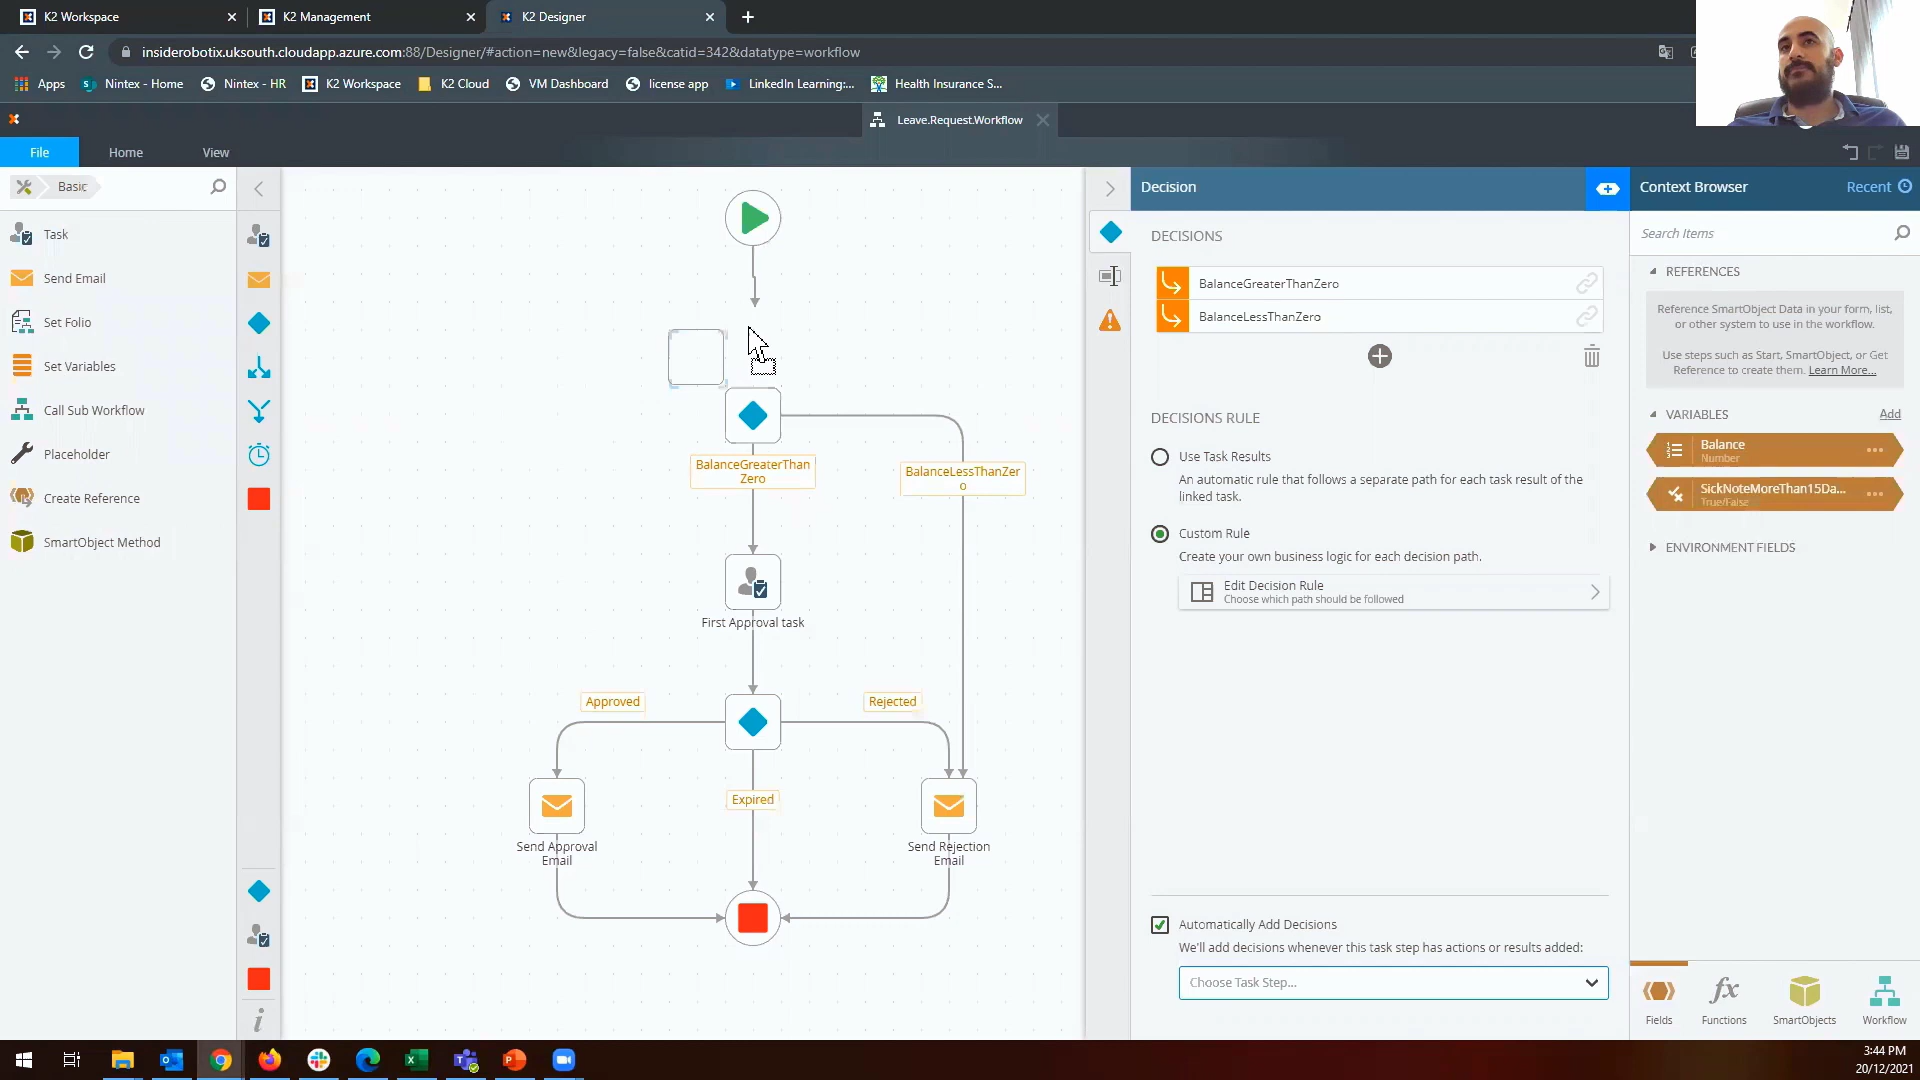 K2 Workspace
K2 Management
K2 Designer
insiderobotix.uksouth.cloudapp.azure.com:88/Designer/#action=new&legacy=false&catid=342&datatype=workflow
Apps
Nintex - Home
Nintex - HR
K2 Workspace
K2 Cloud
VM Dashboard
license app
LinkedIn Learning:...
Health Insurance S...
Leave.Request.Workflow
File
Home
View
Basic
Task
Send Email
Set Folio
Set Variables
Call Sub Workflow
Placeholder
Create Reference
SmartObject Method
BalanceGreaterThan
Zero
BalanceLessThanZer
o
First Approval task
Approved
Rejected
Expired
Send Approval
Email
Send Rejection
Email
Decision
DECISIONS
BalanceGreaterThanZero
BalanceLessThanZero
DECISIONS RULE
Use Task Results
An automatic rule that follows a separate path for each task result of the
linked task.
Custom Rule
Create your own business logic for each decision path.
Edit Decision Rule
Choose which path should be followed
Automatically Add Decisions
We'll add decisions whenever this task step has actions or results added:
Choose Task Step...
Context Browser
Recent
Search Items
REFERENCES
Reference SmartObject Data in your form, list,
or other system to use in the workflow.
Use steps such as Start, SmartObject, or Get
Reference to create them. Learn More...
VARIABLES
Add
Balance
Number
SickNoteMoreThan15Da...
True/False
ENVIRONMENT FIELDS
Fields
Functions
SmartObjects
Workflow
3:44 PM
20/12/2021